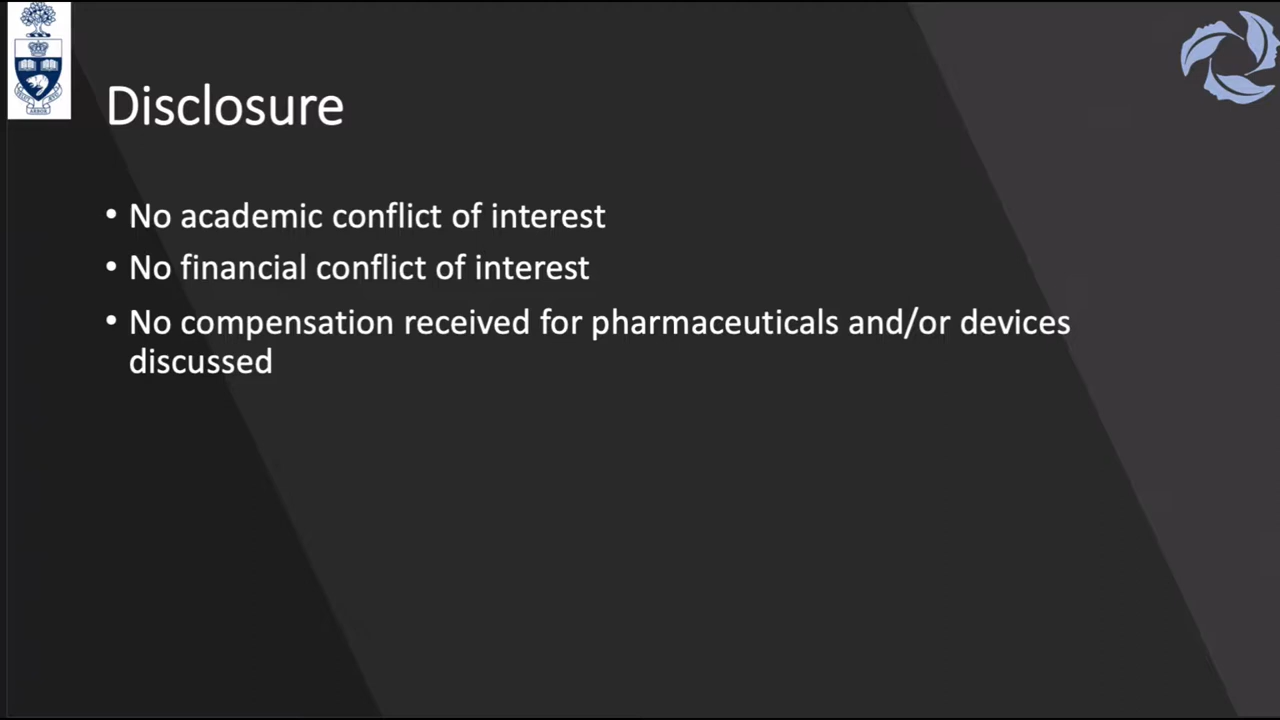 Disclosure
• No academic conflict of interest
• No financial conflict of interest
• No compensation received for pharmaceuticals and/or devices
discussed